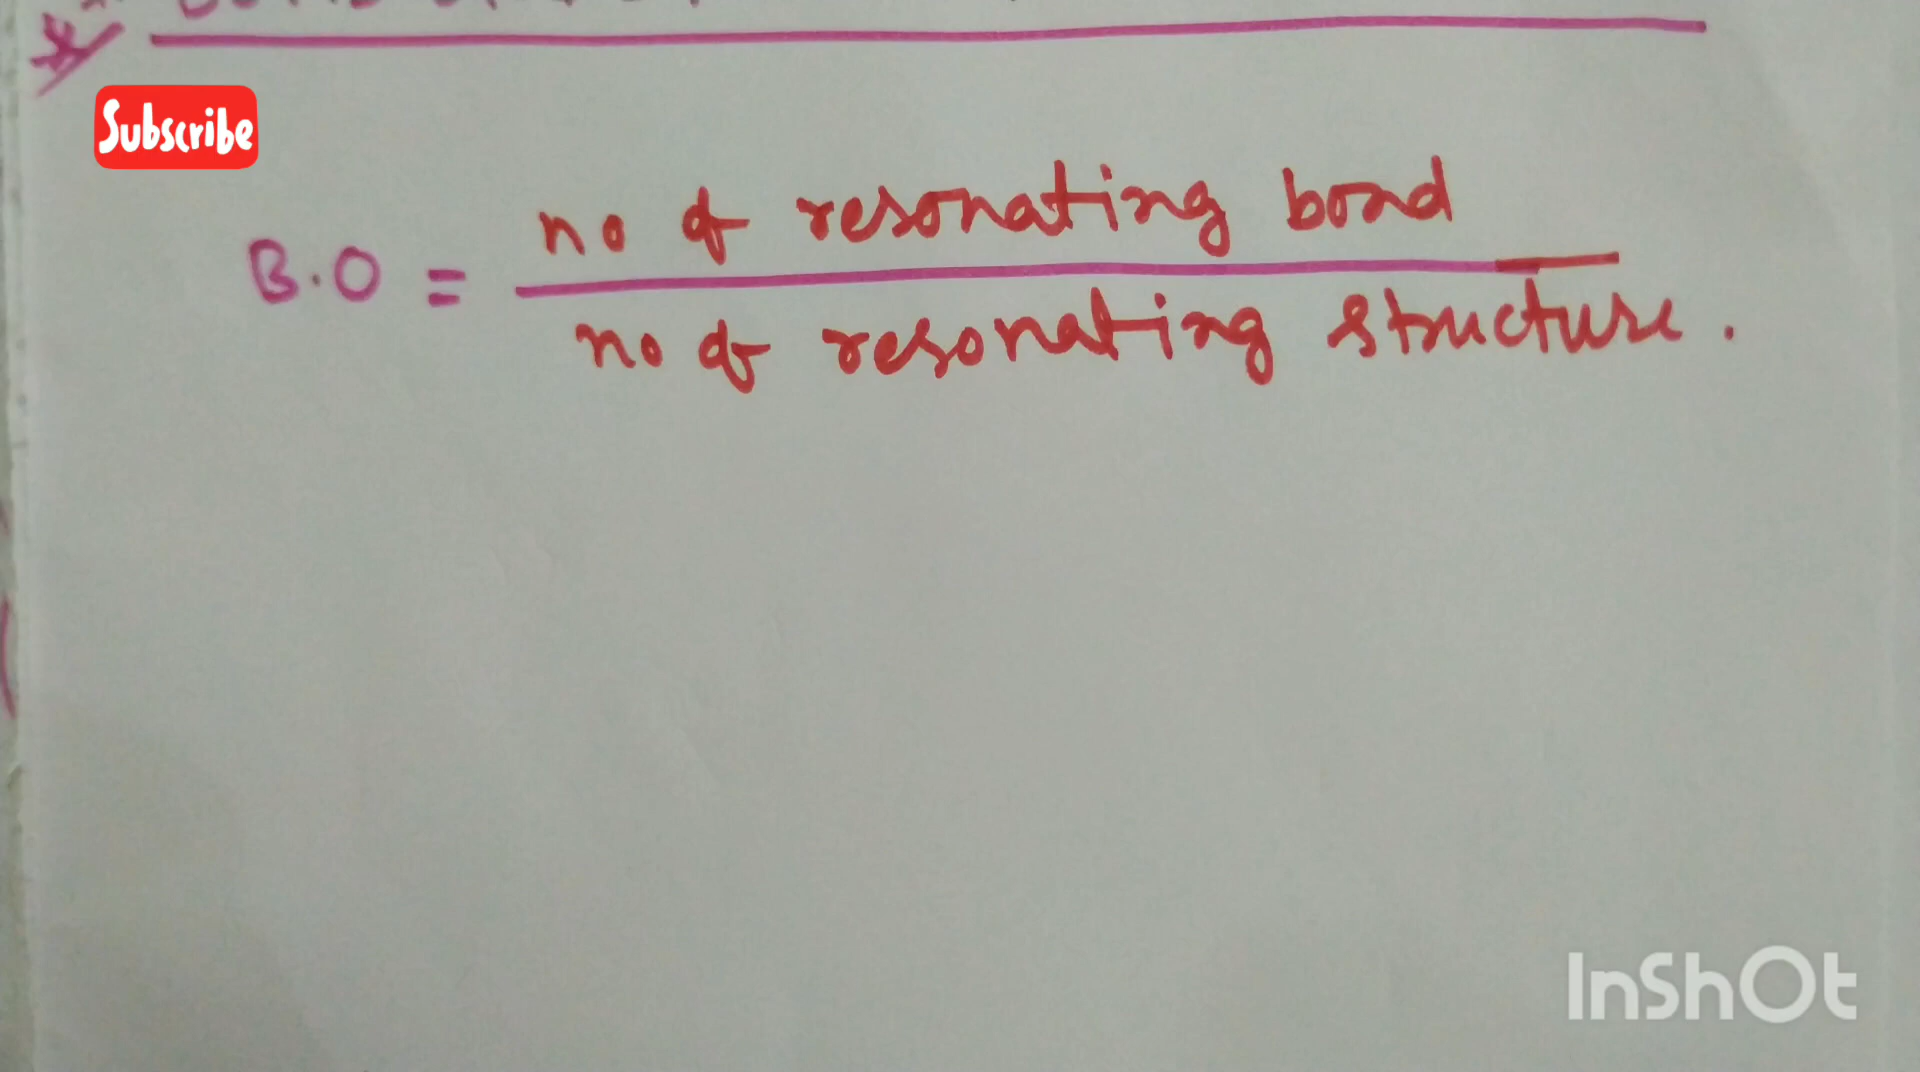 Subscribe
no of resonating bond
B.O =
no of resonating structure.
InShOt